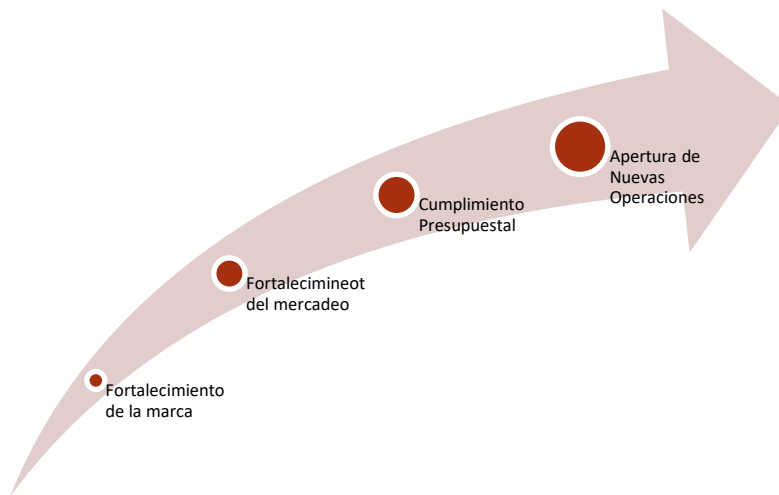 Fortalecimiento
de la marca
Fortalecimineot
del mercadeo
Cumplimiento
Presupuestal
Apertura de
Nuevas
Operaciones